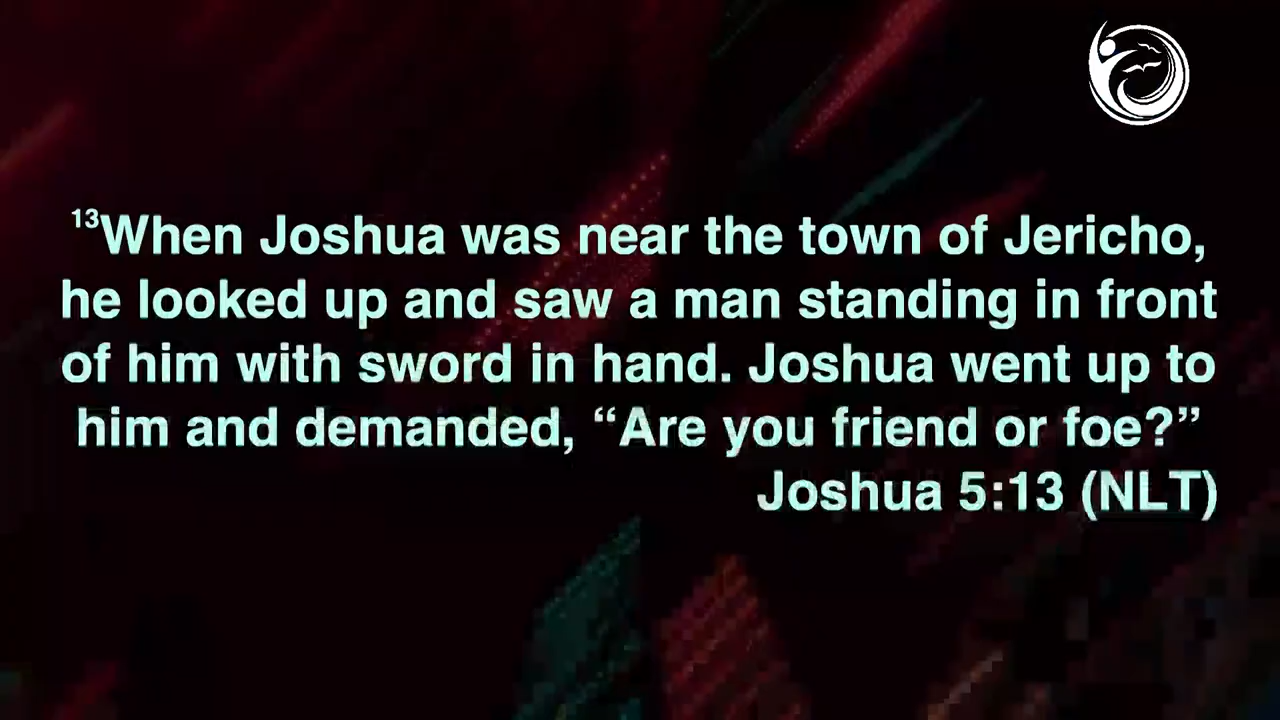 ¹³When Joshua was near the town of Jericho,
he looked up and saw a man standing in front
of him with sword in hand. Joshua went up to
him and demanded, “Are you friend or foe?”
Joshua 5:13 (NLT)